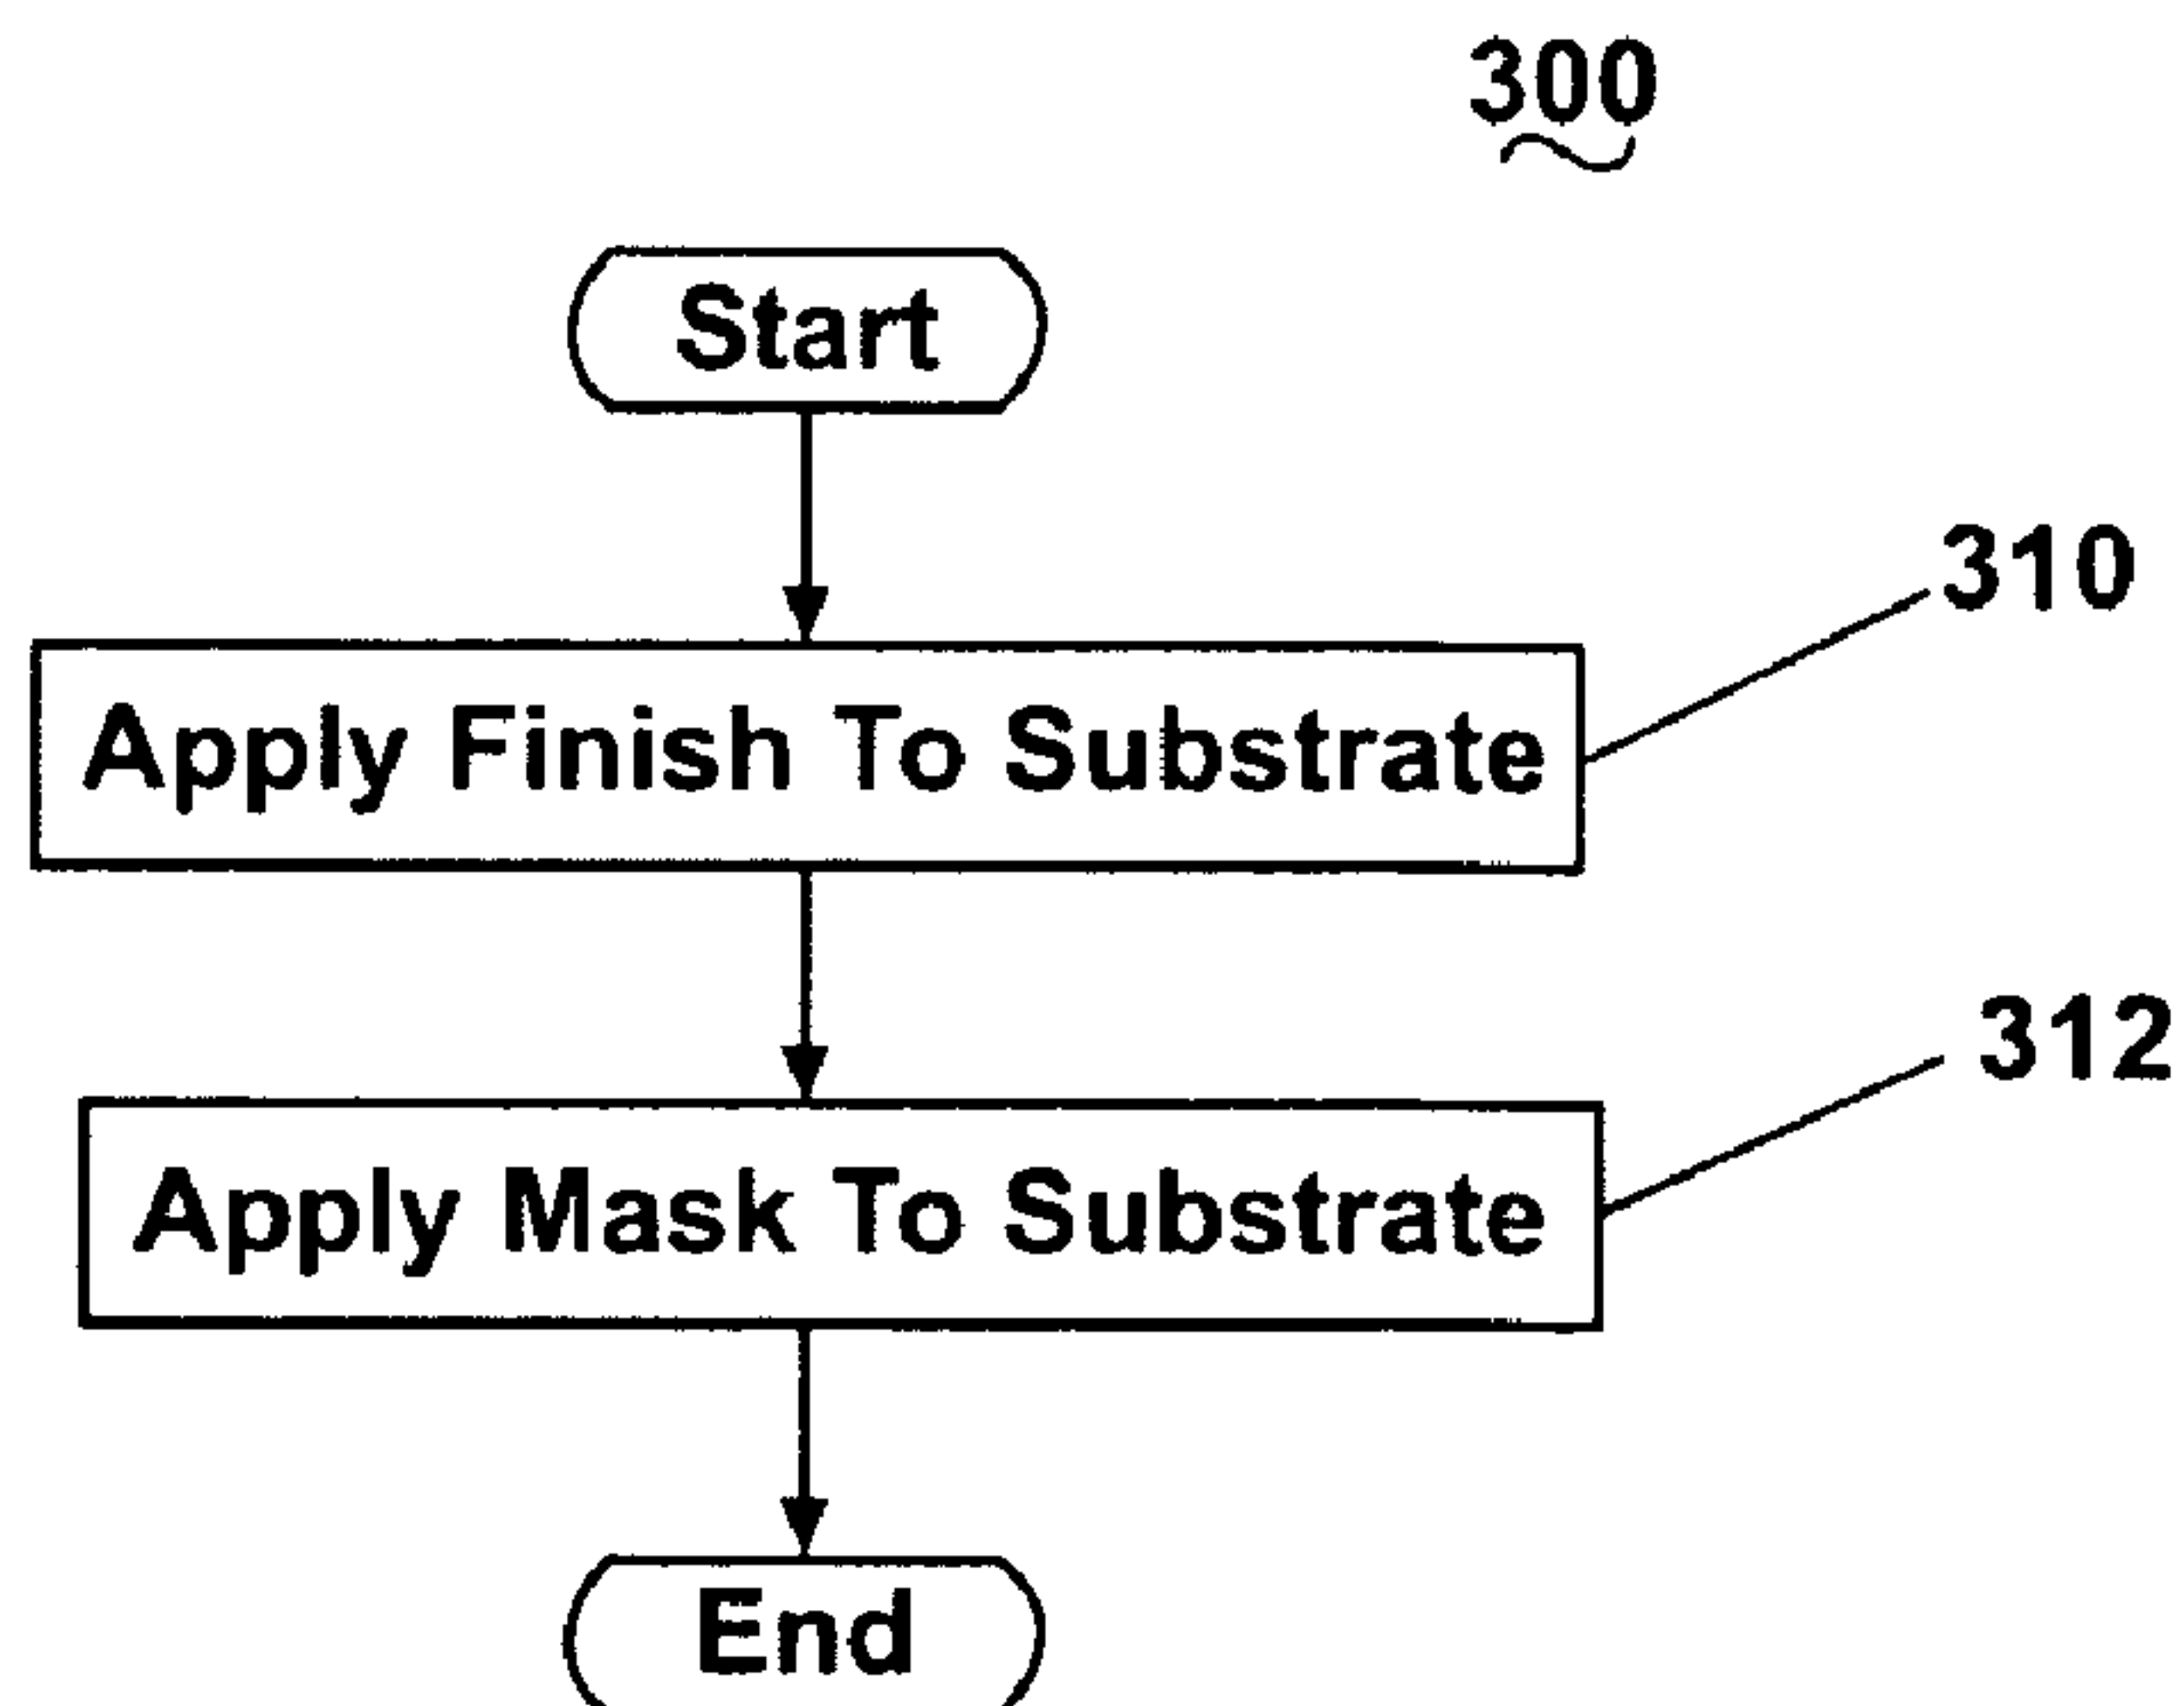 300
Start
310
Apply Finish To Substrate
312
Apply Mask To Substrate
End